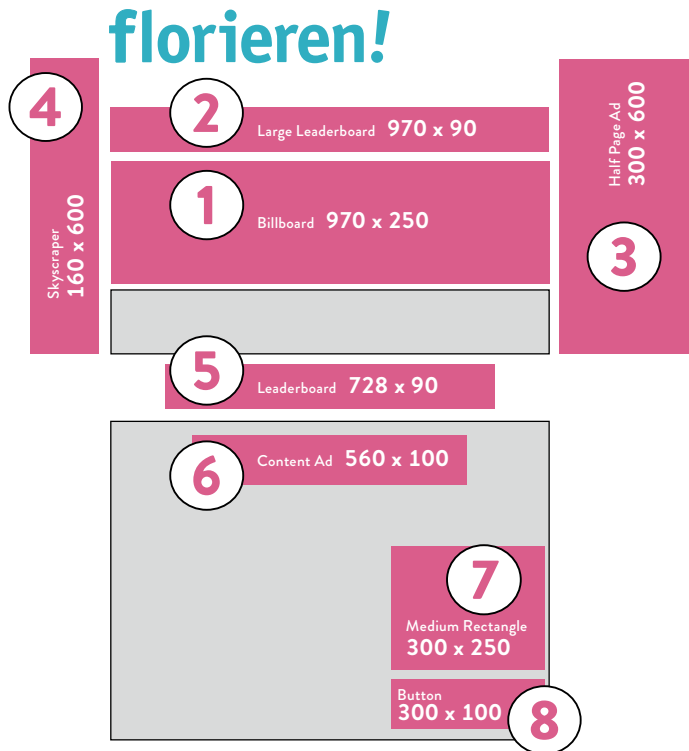 florieren!
4
Skyscraper
160 x 600
2
Large Leaderboard 970 x 90
1
Billboard 970 x 250
Half Page Ad
300 x 600
3
5
Leaderboard 728 x 90
6
Content Ad 560 x 100
7
Medium Rectangle
300 x 250
Button
300 x 100
8